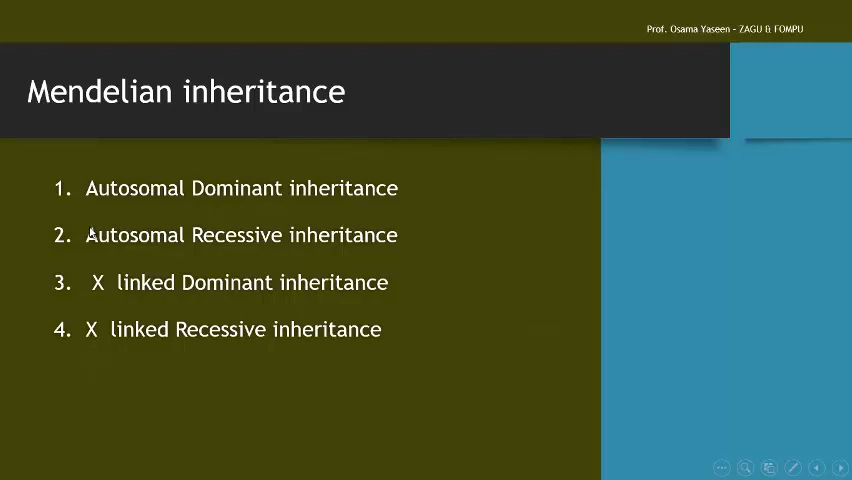 Prof. Osama Yaseen - ZAGU & FOMPU
Mendelian inheritance
1. Autosomal Dominant inheritance
2. Autosomal Recessive inheritance
3. X linked Dominant inheritance
4. X linked Recessive inheritance